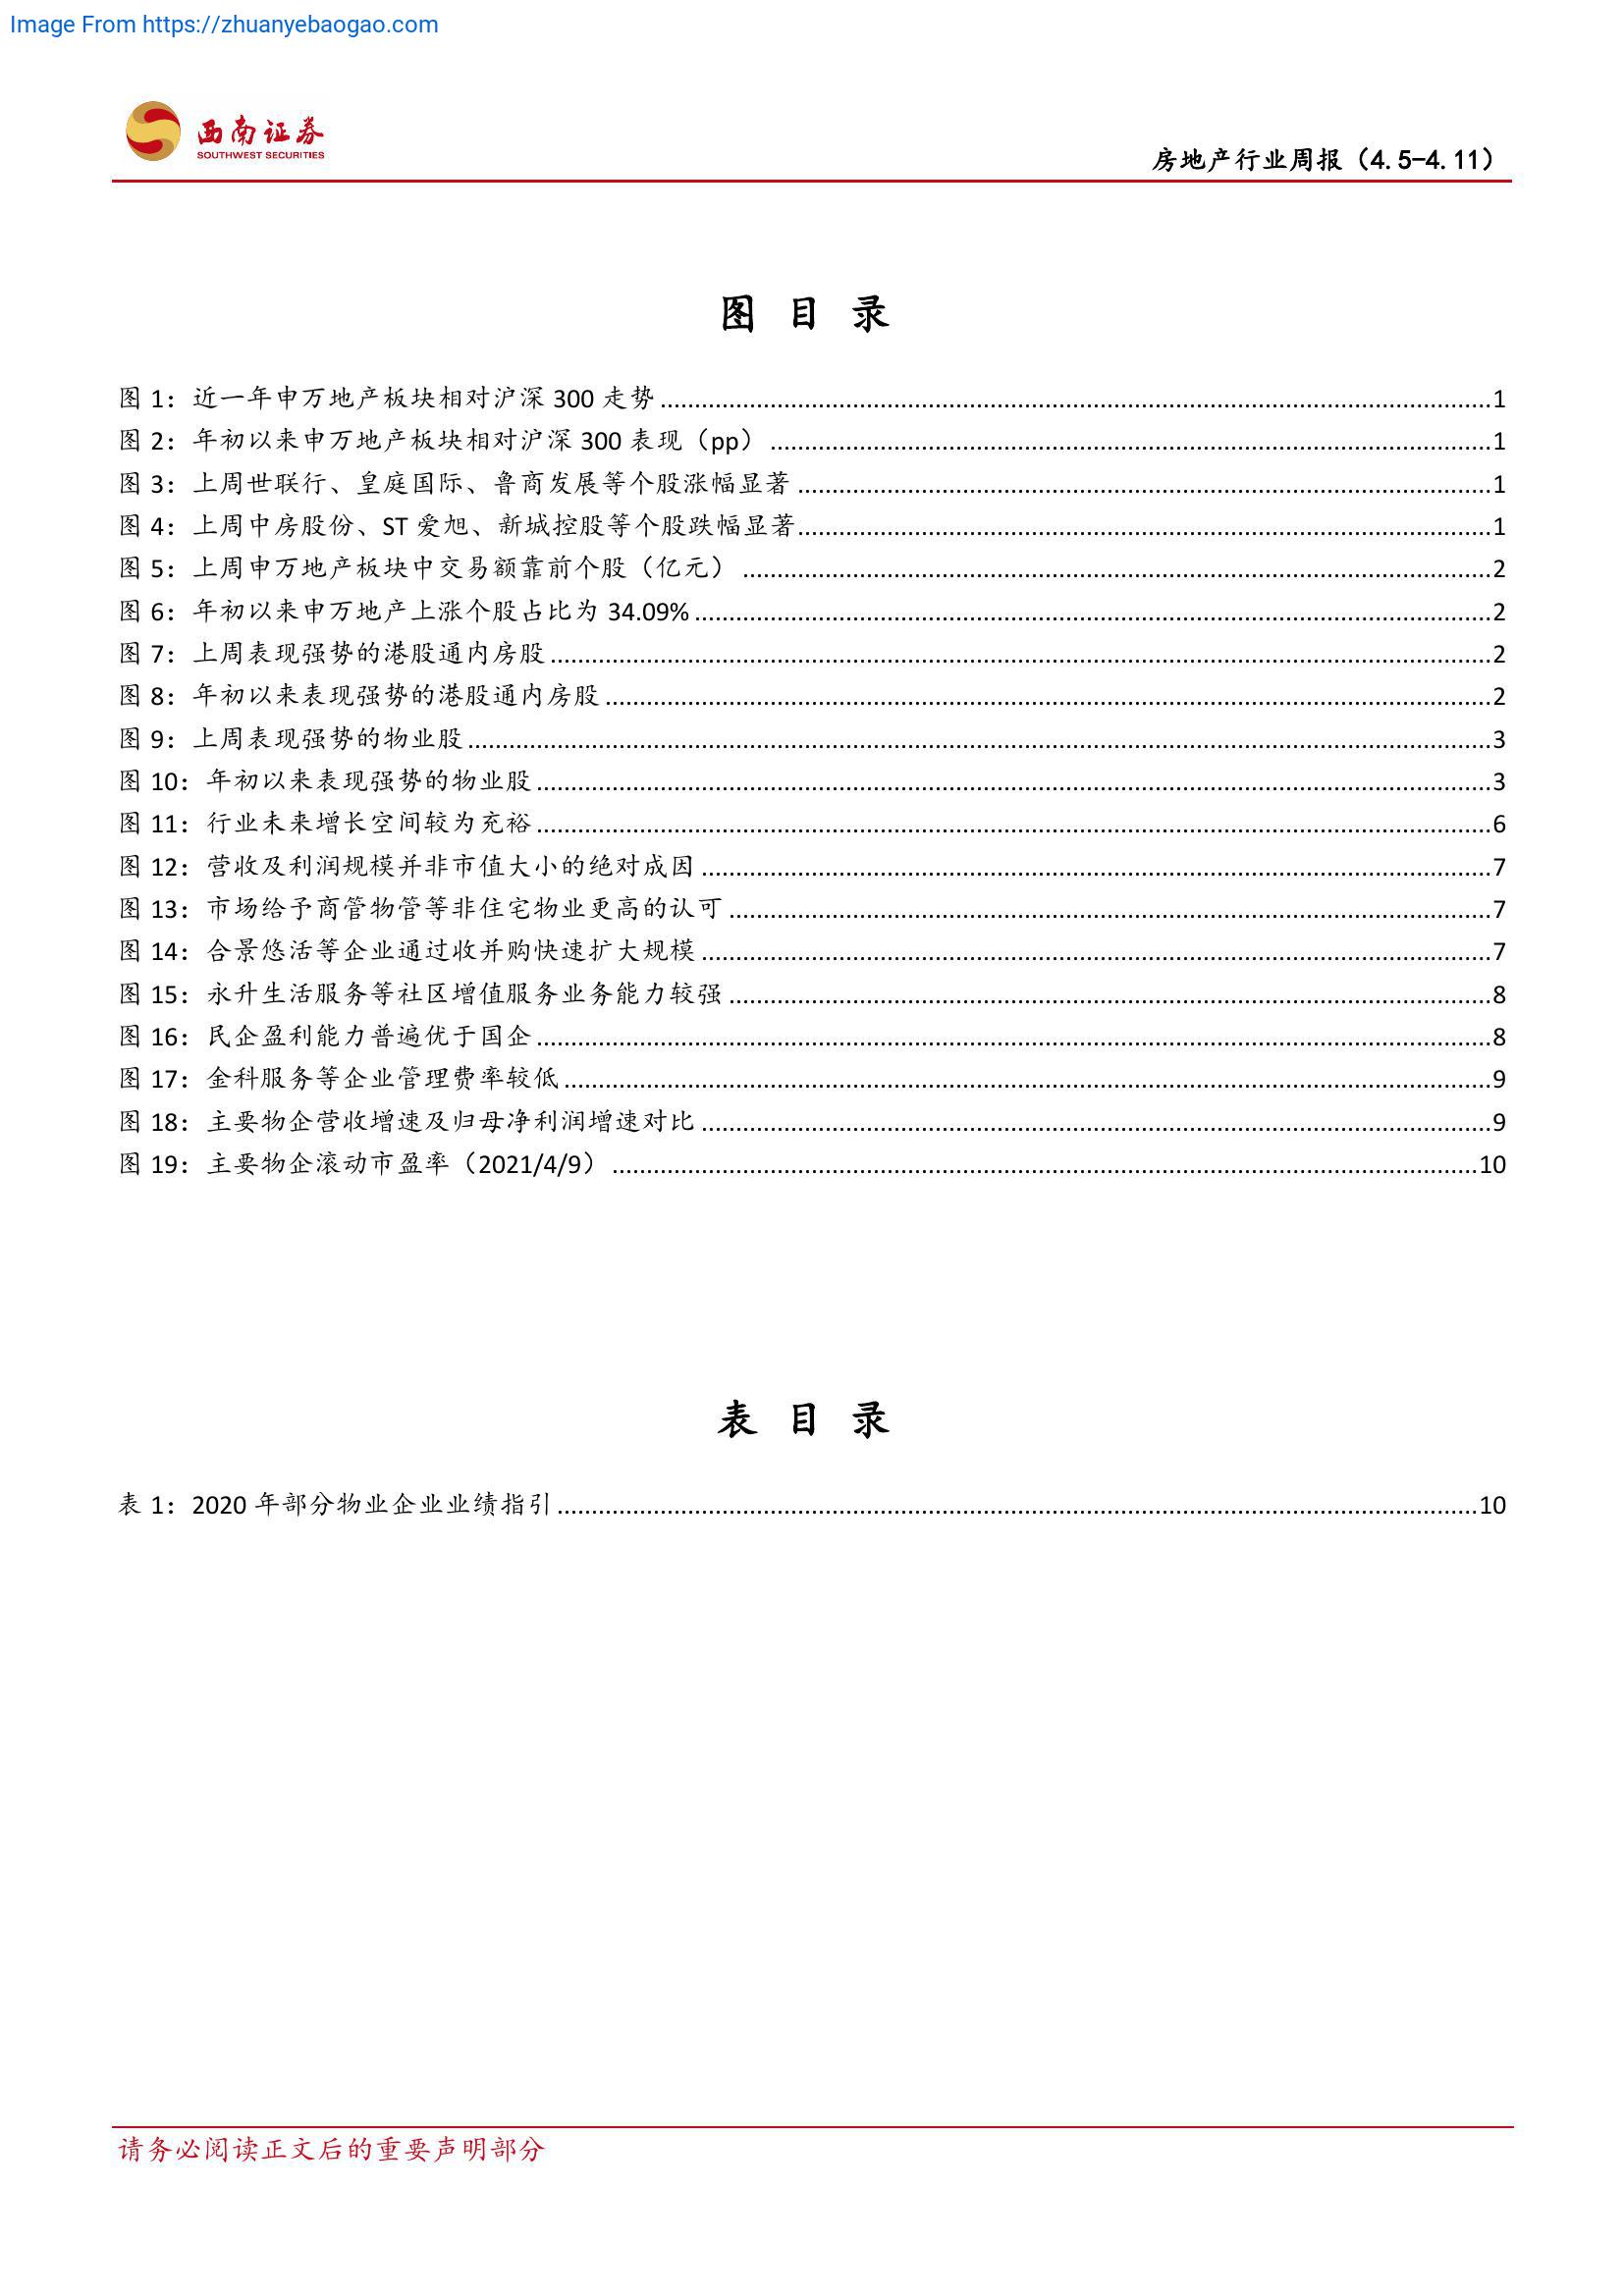 Image From https://zhuanyebaogao.com
西南证券
SOUTHWEST SECURITIES
房地产行业周报（4.5-4.11）
图 目 录
图 1：近一年申万地产板块相对沪深 300 走势........1
图 2：年初以来申万地产板块相对沪深 300 表现（pp）........1
图 3：上周世联行、皇庭国际、鲁商发展等个股涨幅显著........1
图 4：上周中房股份、ST 爱旭、新城控股等个股跌幅显著........1
图 5：上周申万地产板块中交易额靠前个股（亿元）........2
图 6：年初以来申万地产上涨个股占比为 34.09%........2
图 7：上周表现强势的港股通内房股........2
图 8：年初以来表现强势的港股通内房股........2
图 9：上周表现强势的物业股........3
图 10：年初以来表现强势的物业股........3
图 11：行业未来增长空间较为充裕........6
图 12：营收及利润规模并非市值大小的绝对成因........7
图 13：市场给予商管物管等非住宅物业更高的认可........7
图 14：合景悠活等企业通过收并购快速扩大规模........7
图 15：永升生活服务等社区增值服务业务能力较强........8
图 16：民企盈利能力普遍优于国企........8
图 17：金科服务等企业管理费率较低........9
图 18：主要物企营收增速及归母净利润增速对比........9
图 19：主要物企滚动市盈率（2021/4/9）........10
表 目 录
表 1：2020 年部分物业企业业绩指引........10
请务必阅读正文后的重要声明部分